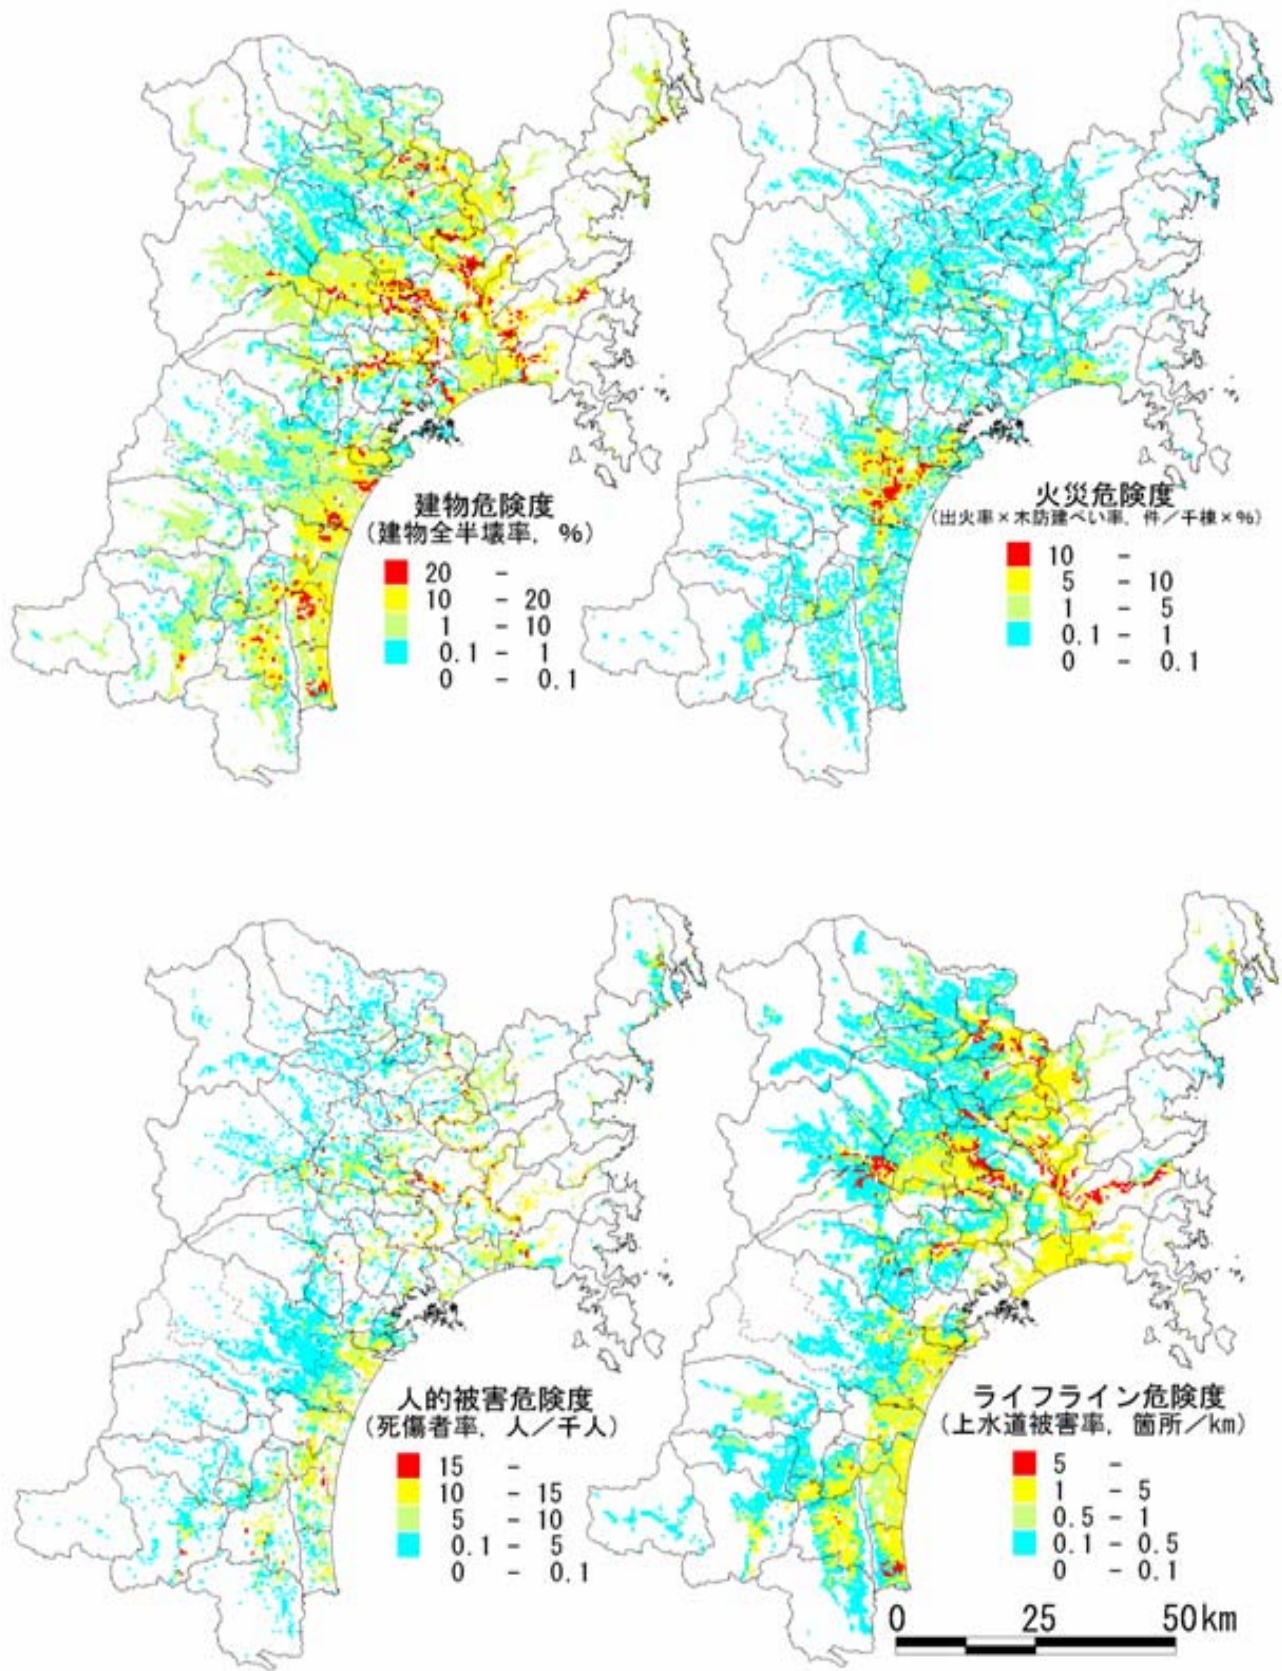 建物危険度
(建物全半壊率, %)
20 -
10 - 20
1 - 10
0.1 - 1
0 - 0.1
火災危険度
(出火率×木防建ぺい率, 件/千棟×%)
10 -
5 - 10
1 - 5
0.1 - 1
0 - 0.1
人的被害危険度
(死傷者率, 人/千人)
15 -
10 - 15
5 - 10
0.1 - 5
0 - 0.1
ライフライン危険度
(上水道被害率, 箇所/km)
5 -
1 - 5
0.5 - 1
0.1 - 0.5
0 - 0.1
0 25 50km